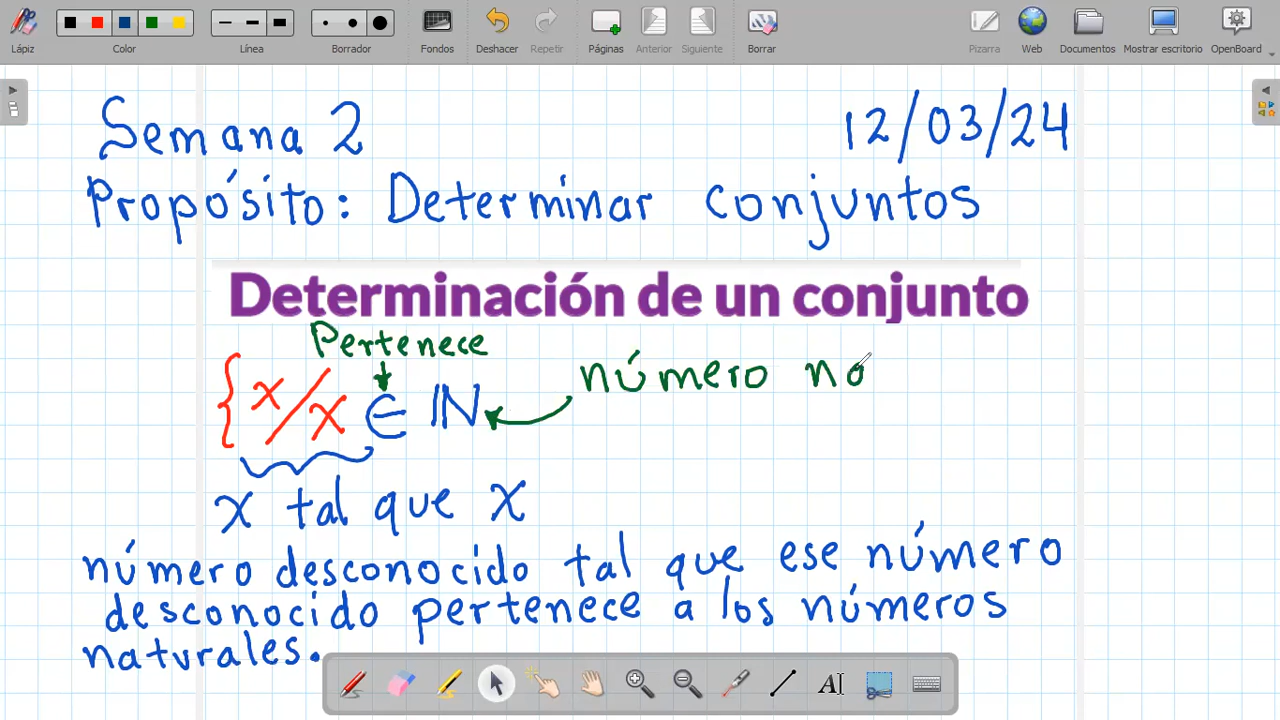 Lápiz Color Línea Borrador Fondos Deshacer Repetir Páginas Anterior Siguiente Borrar Pizarra Web Documentos Mostrar escritorio OpenBoard
Semana 2 12/03/24
Propósito: Determinar conjuntos
Determinación de un conjunto
Pertenece
número no
{x/x ∈ ℕ
x tal que x
número desconocido tal que ese número
desconocido pertenece a los números
naturales.